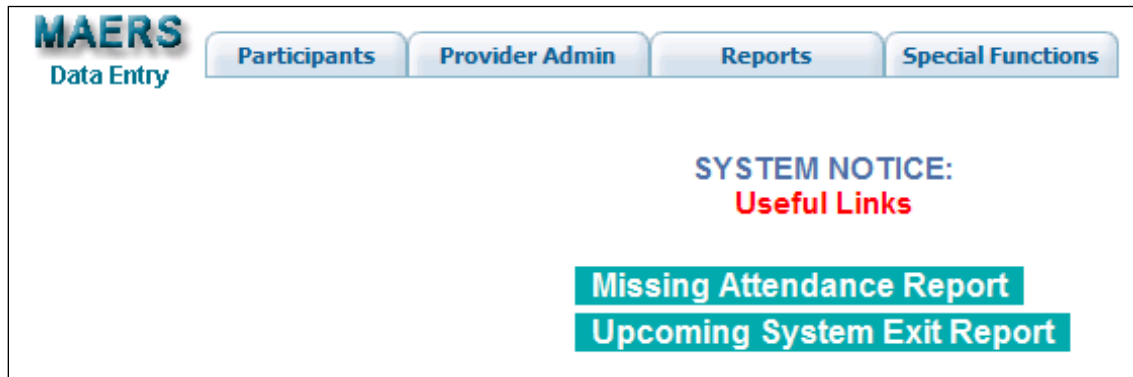 MAERS
Data Entry
Participants
Provider Admin
Reports
Special Functions
SYSTEM NOTICE:
Useful Links
Missing Attendance Report
Upcoming System Exit Report